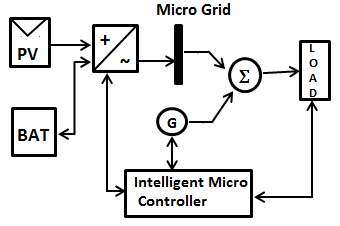 Micro Grid
PV
+
~
Σ
L
O
A
D
G
BAT
Intelligent Micro
Controller